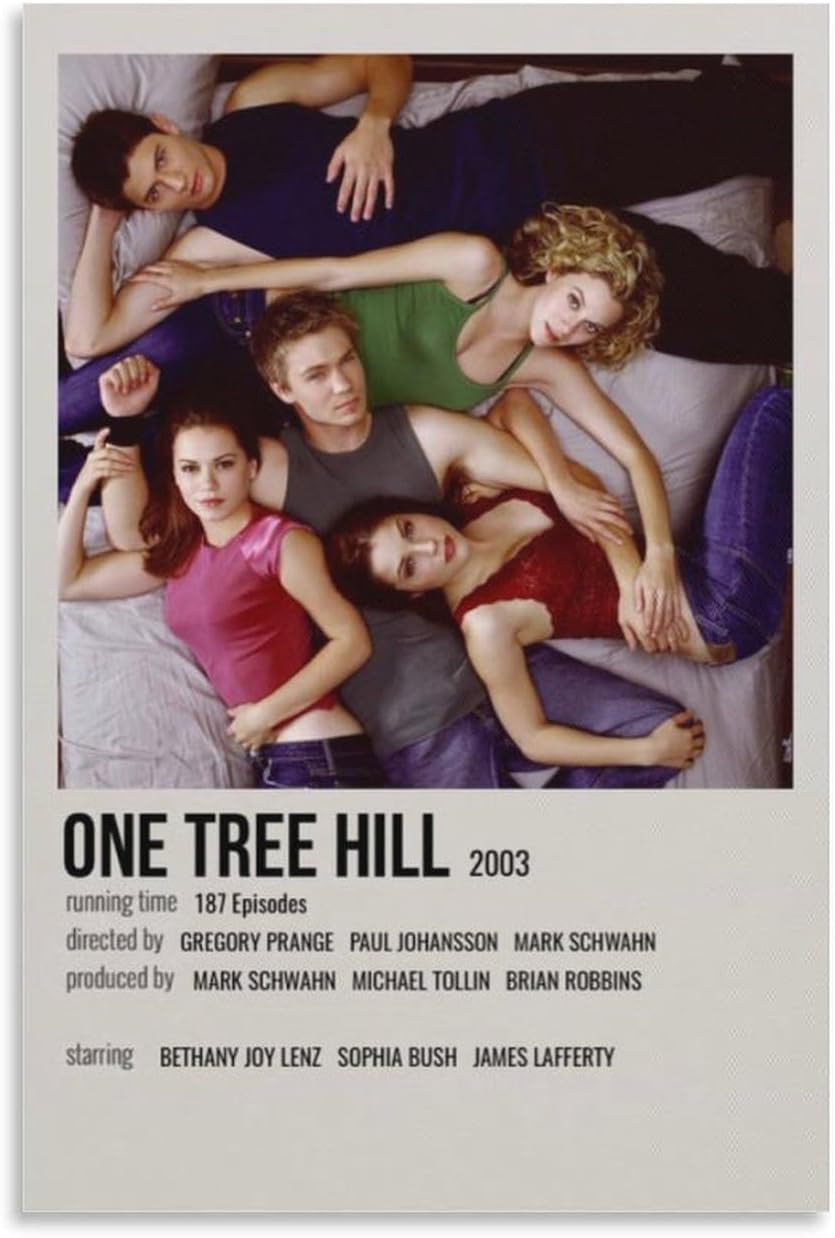 ONE TREE HILL 2003
running time 187 Episodes
directed by GREGORY PRANGE PAUL JOHANSSON MARK SCHWAHN
produced by MARK SCHWAHN MICHAEL TOLLIN BRIAN ROBBINS
starring BETHANY JOY LENZ SOPHIA BUSH JAMES LAFFERTY